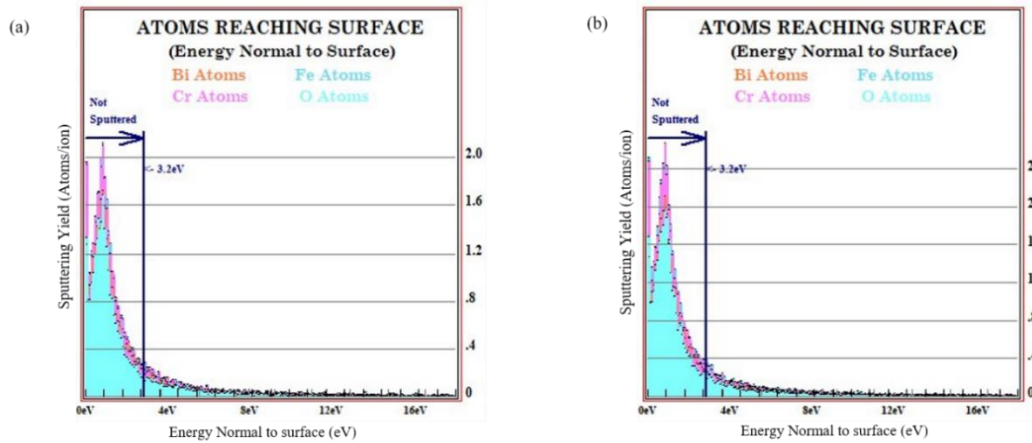 (a)
ATOMS REACHING SURFACE
(Energy Normal to Surface)
Bi Atoms Fe Atoms
Cr Atoms O Atoms
Not
Sputtered
<- 3.2eV
Sputtering Yield (Atoms/ion)
2.0
1.6
1.2
.8
.4
0
0eV 4eV 8eV 12eV 16eV
Energy Normal to surface (eV)
(b)
ATOMS REACHING SURFACE
(Energy Normal to Surface)
Bi Atoms Fe Atoms
Cr Atoms O Atoms
Not
Sputtered
<- 3.2eV
Sputtering Yield (Atoms/ion)
0eV 4eV 8eV 12eV 16eV
Energy Normal to surface (eV)